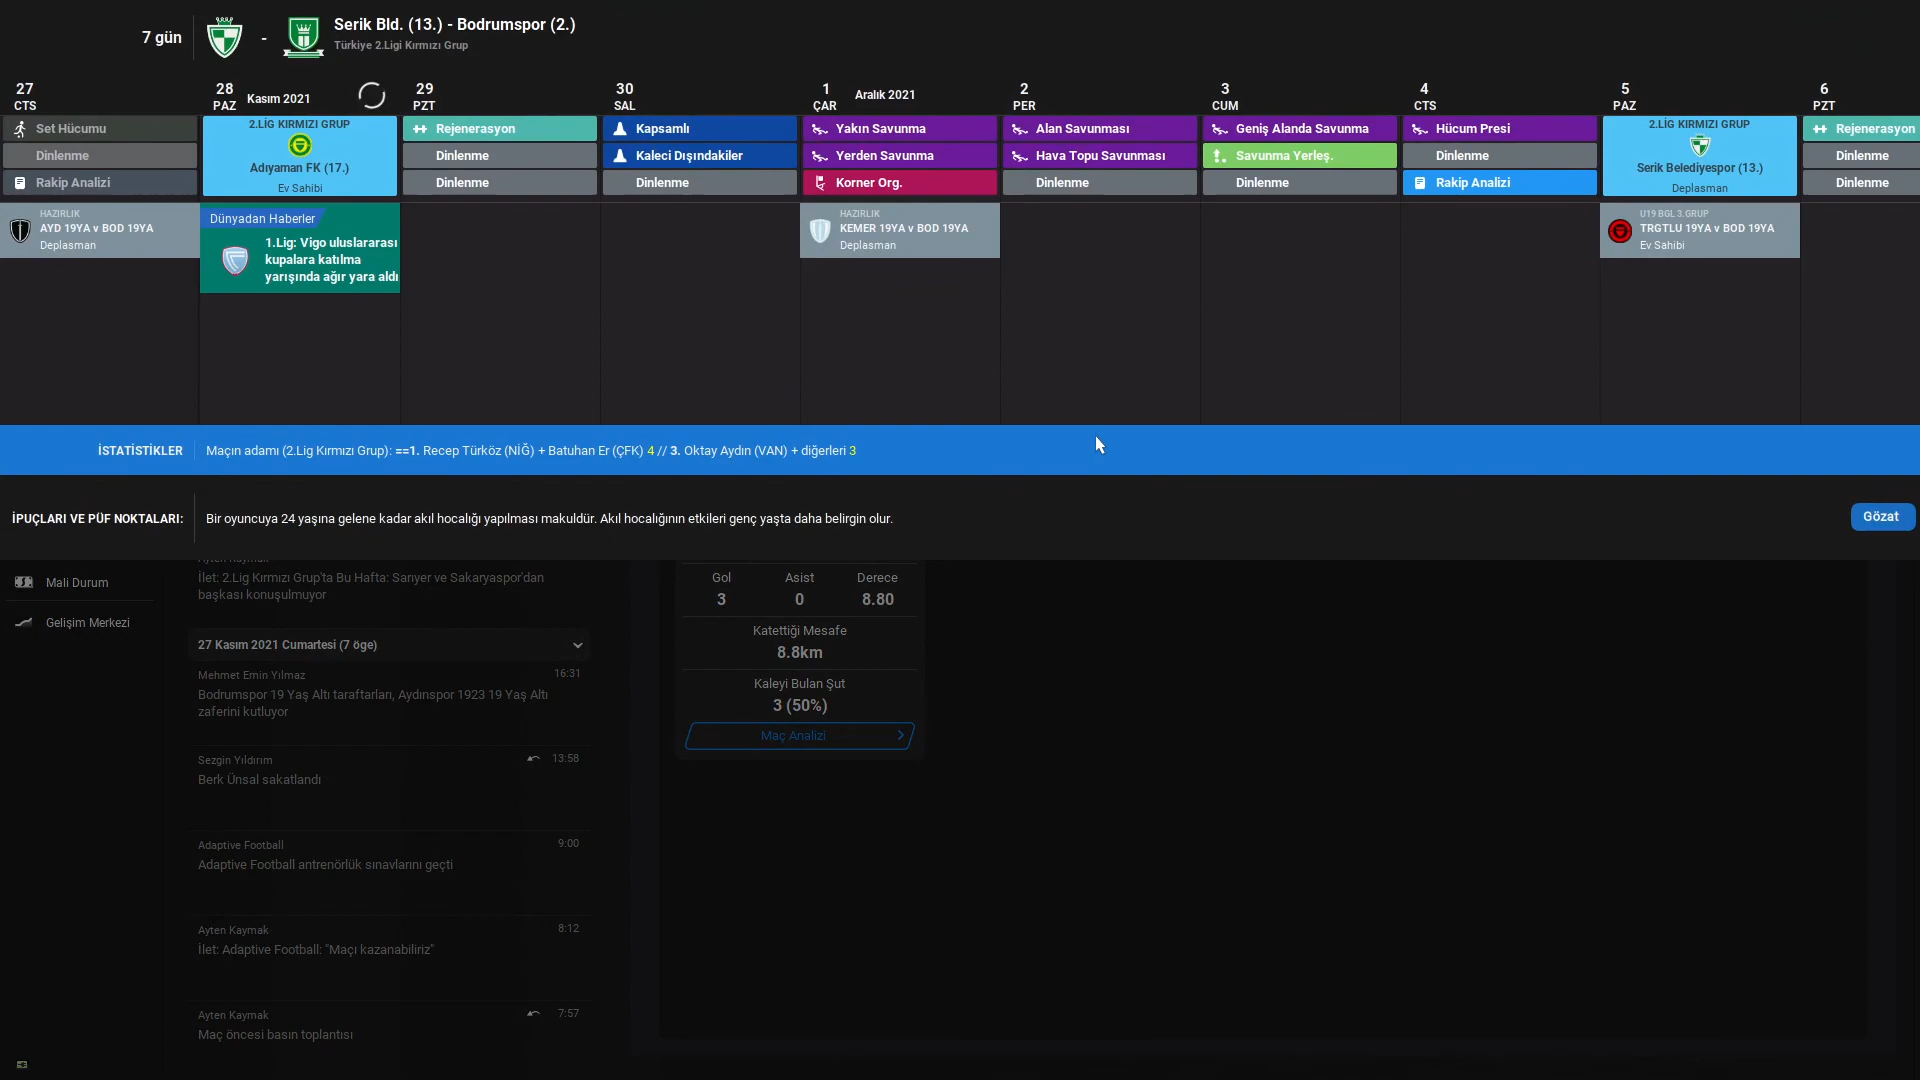 7 gün
-
Serik Bld. (13.) - Bodrumspor (2.)
Türkiye 2.Ligi Kırmızı Grup
27
CTS
28
PAZ
Kasım 2021
29
PZT
30
SAL
1
ÇAR
Aralık 2021
2
PER
3
CUM
4
CTS
5
PAZ
6
PZT
Set Hücumu
Dinlenme
Rakip Analizi
2.LİG KIRMIZI GRUP
Adıyaman FK (17.)
Ev Sahibi
Rejenerasyon
Dinlenme
Dinlenme
Kapsamlı
Kaleci Dışındakiler
Dinlenme
Yakın Savunma
Yerden Savunma
Korner Org.
Alan Savunması
Hava Topu Savunması
Dinlenme
Geniş Alanda Savunma
Savunma Yerleş.
Dinlenme
Hücum Presi
Dinlenme
Rakip Analizi
2.LİG KIRMIZI GRUP
Serik Belediyespor (13.)
Deplasman
Rejenerasyon
Dinlenme
Dinlenme
HAZIRLIK
AYD 19YA v BOD 19YA
Deplasman
Dünyadan Haberler
1.Lig: Vigo uluslararası
kupalara katılma
yarışında ağır yara aldı
HAZIRLIK
KEMER 19YA v BOD 19YA
Deplasman
U19 BGL 3.GRUP
TRGTLU 19YA v BOD 19YA
Ev Sahibi
İSTATİSTİKLER
Maçın adamı (2.Lig Kırmızı Grup): ==1. Recep Türköz (NİĞ) + Batuhan Er (ÇFK) 4 // 3. Oktay Aydın (VAN) + diğerleri 3
İPUÇLARI VE PÜF NOKTALARI:
Bir oyuncuya 24 yaşına gelene kadar akıl hocalığı yapılması makuldür. Akıl hocalığının etkileri genç yaşta daha belirgin olur.
Gözat
Mali Durum
Gelişim Merkezi
Ayten Kaymak
İlet: 2.Lig Kırmızı Grup'ta Bu Hafta: Sarıyer ve Sakaryaspor'dan
başkası konuşulmuyor
27 Kasım 2021 Cumartesi (7 öge)
Mehmet Emin Yılmaz
16:31
Bodrumspor 19 Yaş Altı taraftarları, Aydınspor 1923 19 Yaş Altı
zaferini kutluyor
Sezgin Yıldırım
13:58
Berk Ünsal sakatlandı
Adaptive Football
9:00
Adaptive Football antrenörlük sınavlarını geçti
Ayten Kaymak
8:12
İlet: Adaptive Football: "Maçı kazanabiliriz"
Ayten Kaymak
7:57
Maç öncesi basın toplantısı
Gol
Asist
Derece
3
0
8.80
Katettiği Mesafe
8.8km
Kaleyi Bulan Şut
3 (50%)
Maç Analizi